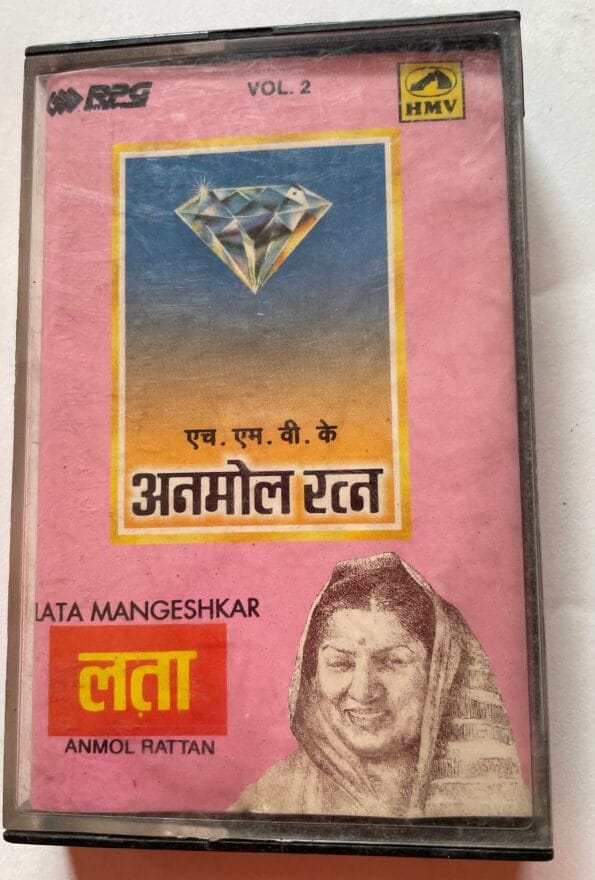 RPG
VOL. 2
HMV
एच. एम. वी. के
अनमोल रत्न
LATA MANGESHKAR
लता
ANMOL RATTAN